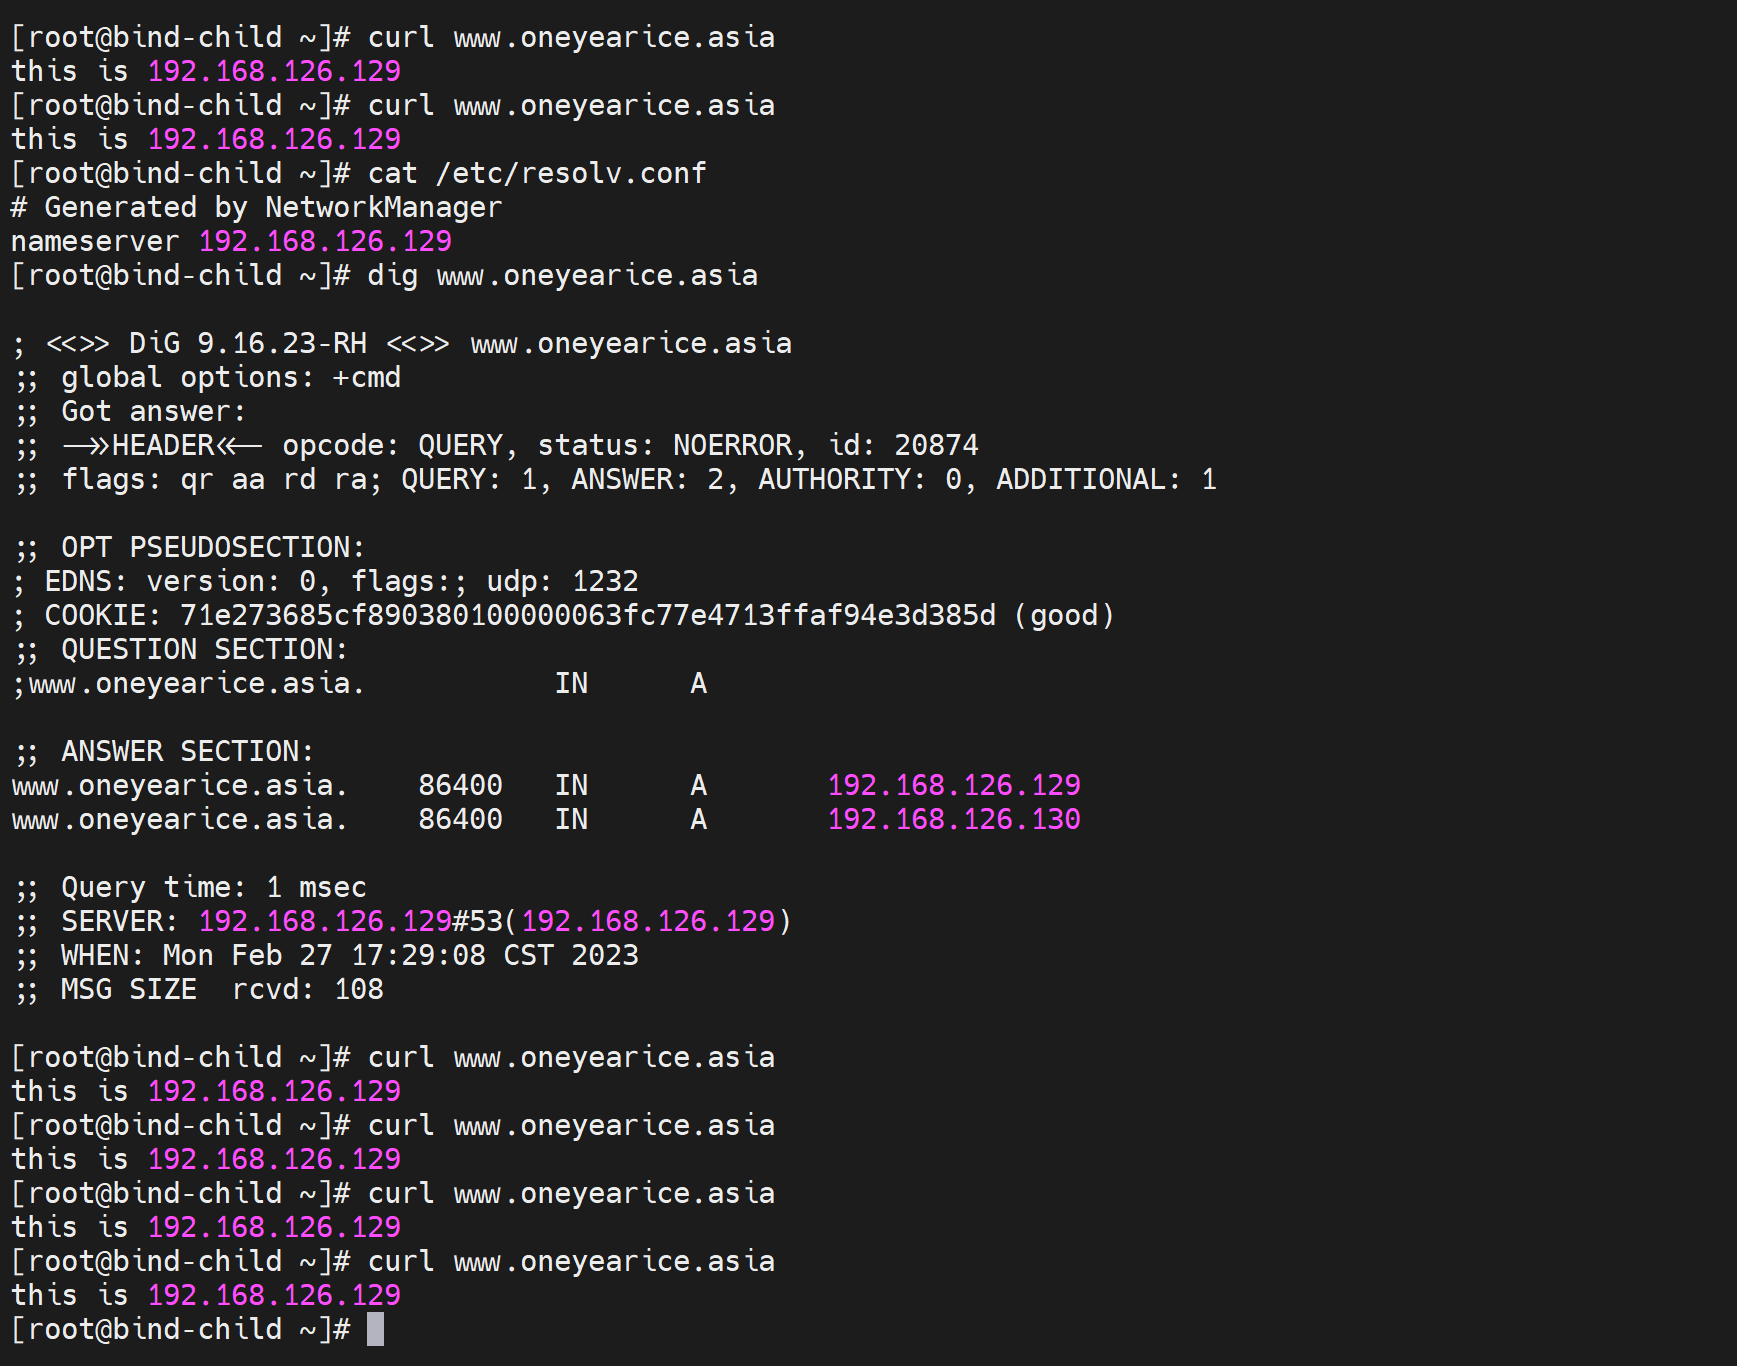 [root@bind-child ~]# curl www.oneyearice.asia
this is 192.168.126.129
[root@bind-child ~]# curl www.oneyearice.asia
this is 192.168.126.129
[root@bind-child ~]# cat /etc/resolv.conf
# Generated by NetworkManager
nameserver 192.168.126.129
[root@bind-child ~]# dig www.oneyearice.asia

; <<>> DiG 9.16.23-RH <<>> www.oneyearice.asia
;; global options: +cmd
;; Got answer:
;; -->>HEADER<<-- opcode: QUERY, status: NOERROR, id: 20874
;; flags: qr aa rd ra; QUERY: 1, ANSWER: 2, AUTHORITY: 0, ADDITIONAL: 1

;; OPT PSEUDOSECTION:
; EDNS: version: 0, flags:; udp: 1232
; COOKIE: 71e273685cf890380100000063fc77e4713ffaf94e3d385d (good)
;; QUESTION SECTION:
;www.oneyearice.asia. IN A

;; ANSWER SECTION:
www.oneyearice.asia. 86400 IN A 192.168.126.129
www.oneyearice.asia. 86400 IN A 192.168.126.130

;; Query time: 1 msec
;; SERVER: 192.168.126.129#53(192.168.126.129)
;; WHEN: Mon Feb 27 17:29:08 CST 2023
;; MSG SIZE  rcvd: 108

[root@bind-child ~]# curl www.oneyearice.asia
this is 192.168.126.129
[root@bind-child ~]# curl www.oneyearice.asia
this is 192.168.126.129
[root@bind-child ~]# curl www.oneyearice.asia
this is 192.168.126.129
[root@bind-child ~]# curl www.oneyearice.asia
this is 192.168.126.129
[root@bind-child ~]#